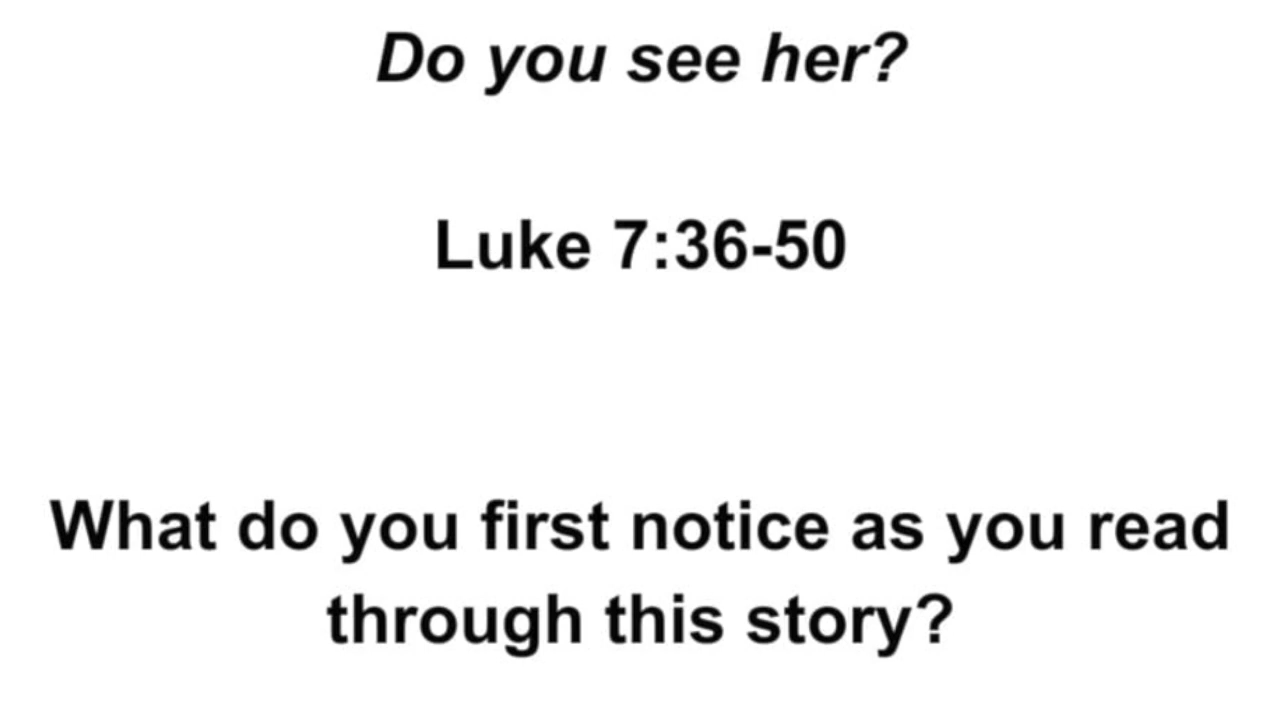 Do you see her?
Luke 7:36-50
What do you first notice as you read
through this story?